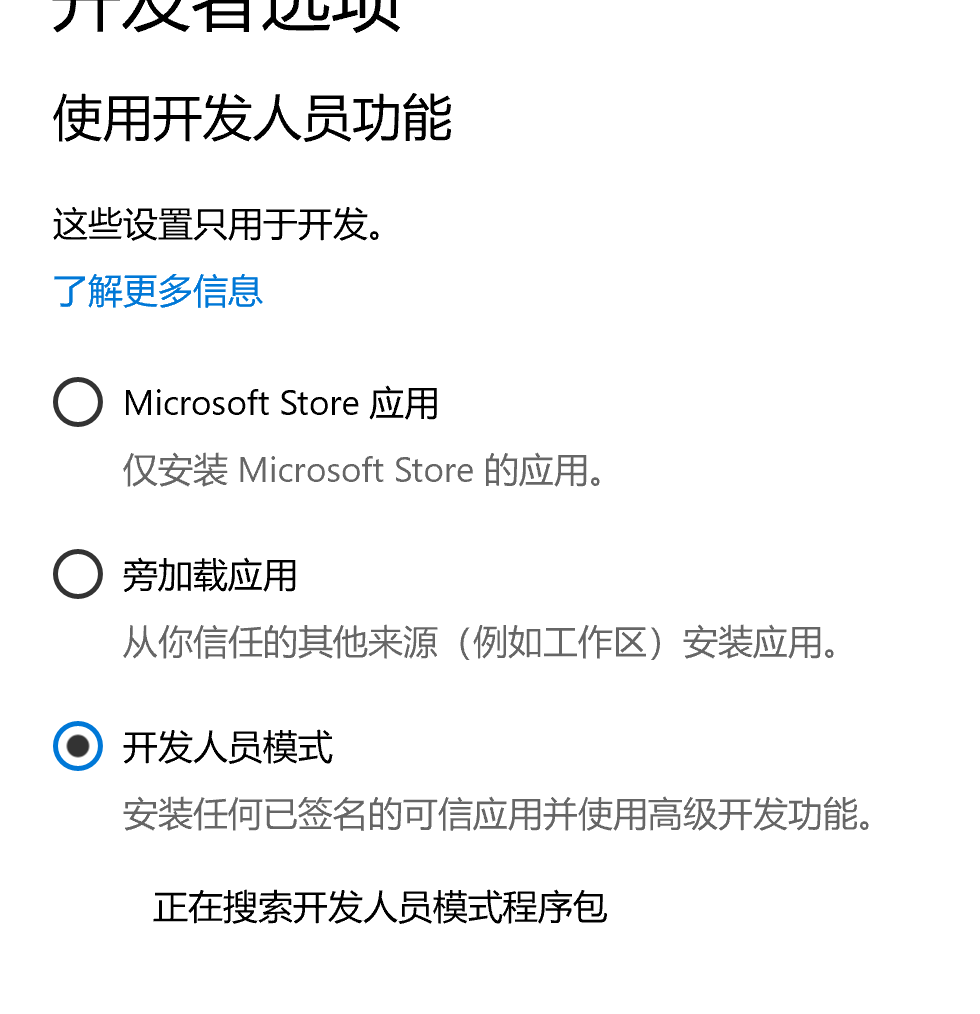 开发者选项
使用开发人员功能
这些设置只用于开发。
了解更多信息
Microsoft Store 应用
仅安装 Microsoft Store 的应用。
旁加载应用
从你信任的其他来源（例如工作区）安装应用。
开发人员模式
安装任何已签名的可信应用并使用高级开发功能。
正在搜索开发人员模式程序包